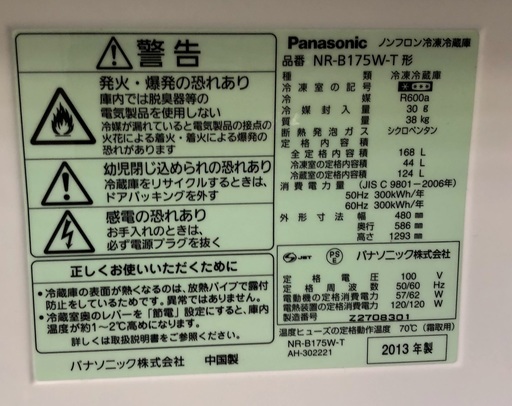 警告
発火・爆発の恐れあり
庫内では脱臭器等の
電気製品を使用しない
冷媒が漏れていると電気製品の接点の
火花による着火・着火による爆発の
恐れがあります
幼児閉じ込められの恐れあり
冷蔵庫をリサイクルするときは、
ドアパッキングを外す
感電の恐れあり
お手入れのときは、
必ず電源プラグを抜く
正しくお使いいただくために
・冷蔵庫の表面が熱くなるのは、放熱パイプで露付
防止をしているためです。異常ではありません。
・冷蔵室のレバーを「節電」設定にすると、庫内
温度が約1~2℃高めになります。
詳しくは取扱説明書をご参照ください。
パナソニック株式会社 中国製
Panasonic ノンフロン冷凍冷蔵庫
品番 NR-B175W-T 形
種類 冷凍冷蔵庫
冷凍室の記号
冷媒 R600a
冷媒封入量 30 g
質量 38 kg
断熱発泡ガス シクロペンタン
定格内容積
全定格内容積 168 L
冷凍室の定格内容積 44 L
冷蔵室の定格内容積 124 L
消費電力量 (JIS C 9801-2006年)
50Hz 300kWh/年
60Hz 300kWh/年
外形寸法 幅 480 mm
奥行 586 mm
高さ 1293 mm
JET PS E パナソニック株式会社
定格電圧 100 V
定格周波数 50/60 Hz
電動機の定格消費電力 57/62 W
電熱装置の定格消費電力 120/120 W
製造番号 Z2708301
温度ヒューズの定格動作温度 70℃ (霜取用)
NR-B175W-T
AH-302221
2013 年製